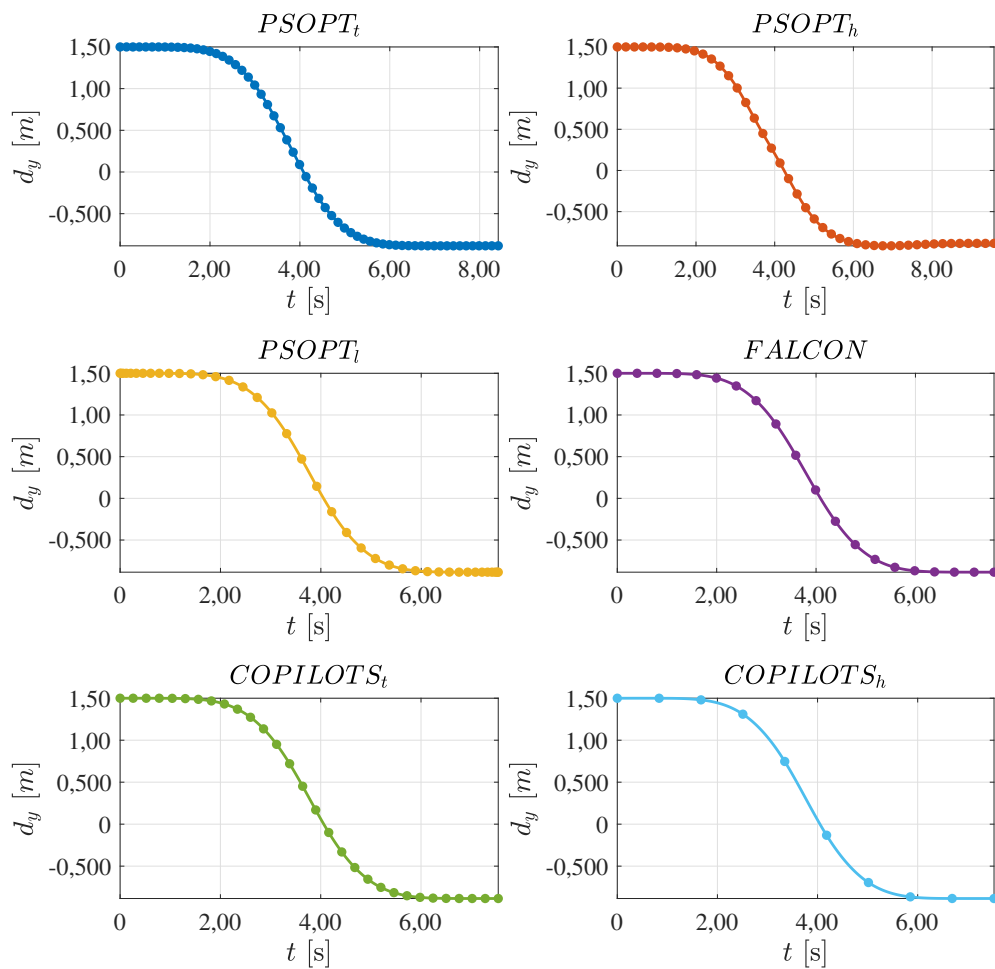 PSOPT_t
1,50
1,00
0,500
0
-0,500
d_y [m]
0 2,00 4,00 6,00 8,00
t [s]
PSOPT_h
1,50
1,00
0,500
0
-0,500
d_y [m]
0 2,00 4,00 6,00 8,00
t [s]
PSOPT_l
1,50
1,00
0,500
0
-0,500
d_y [m]
0 2,00 4,00 6,00
t [s]
FALCON
1,50
1,00
0,500
0
-0,500
d_y [m]
0 2,00 4,00 6,00
t [s]
COPILOTS_t
1,50
1,00
0,500
0
-0,500
d_y [m]
0 2,00 4,00 6,00
t [s]
COPILOTS_h
1,50
1,00
0,500
0
-0,500
d_y [m]
0 2,00 4,00 6,00
t [s]